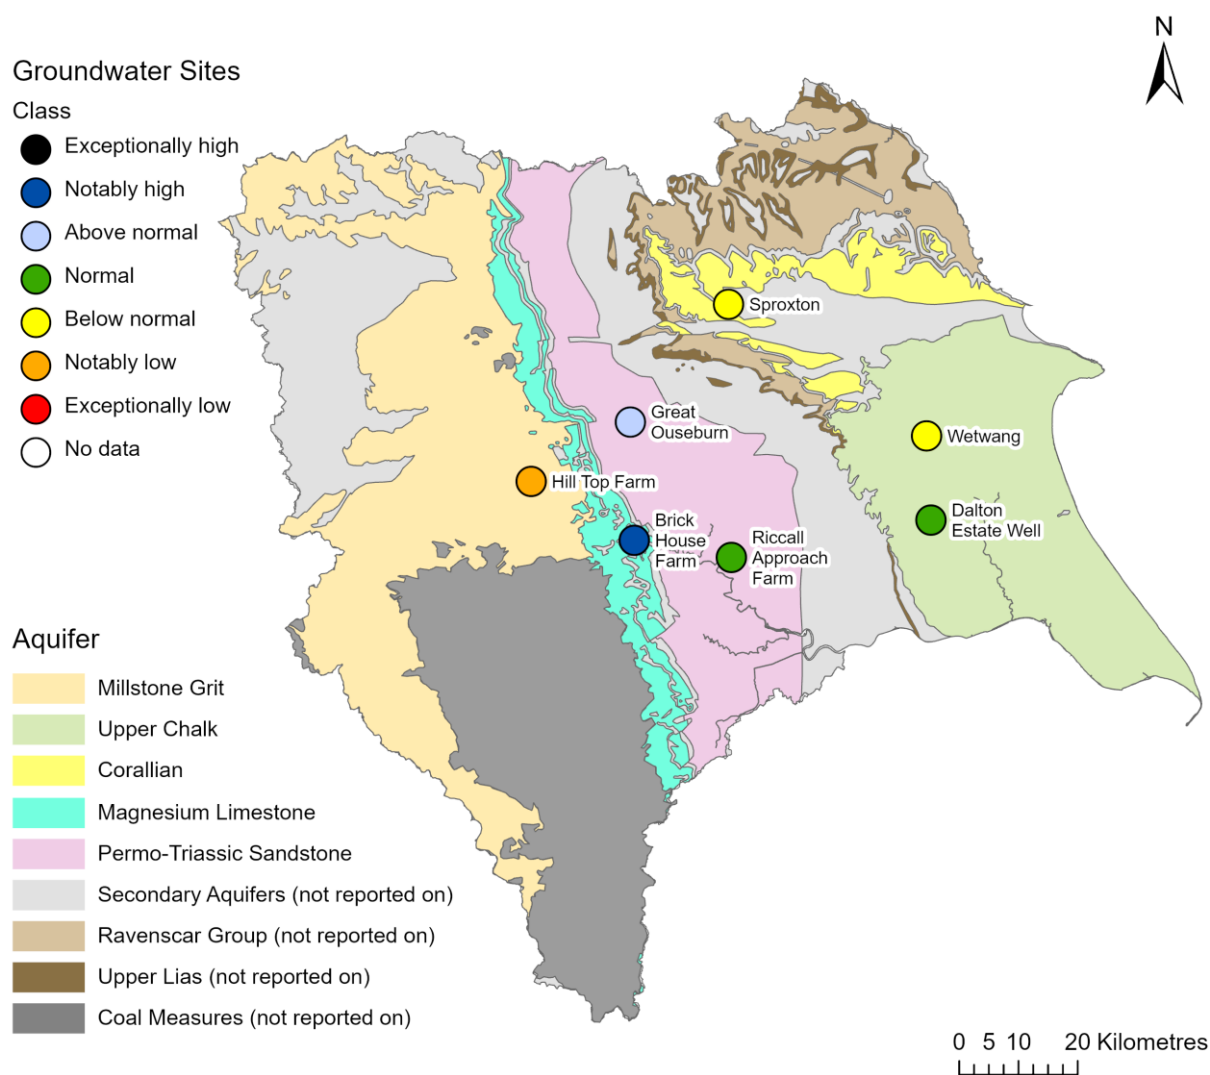 N
Groundwater Sites
Class
Exceptionally high
Notably high
Above normal
Normal
Below normal
Notably low
Exceptionally low
No data
Sproxton
Great
Ouseburn
Wetwang
Hill Top Farm
Brick
House
Farm
Riccall
Approach
Farm
Dalton
Estate Well
Aquifer
Millstone Grit
Upper Chalk
Corallian
Magnesium Limestone
Permo-Triassic Sandstone
Secondary Aquifers (not reported on)
Ravenscar Group (not reported on)
Upper Lias (not reported on)
Coal Measures (not reported on)
0 5 10 20 Kilometres